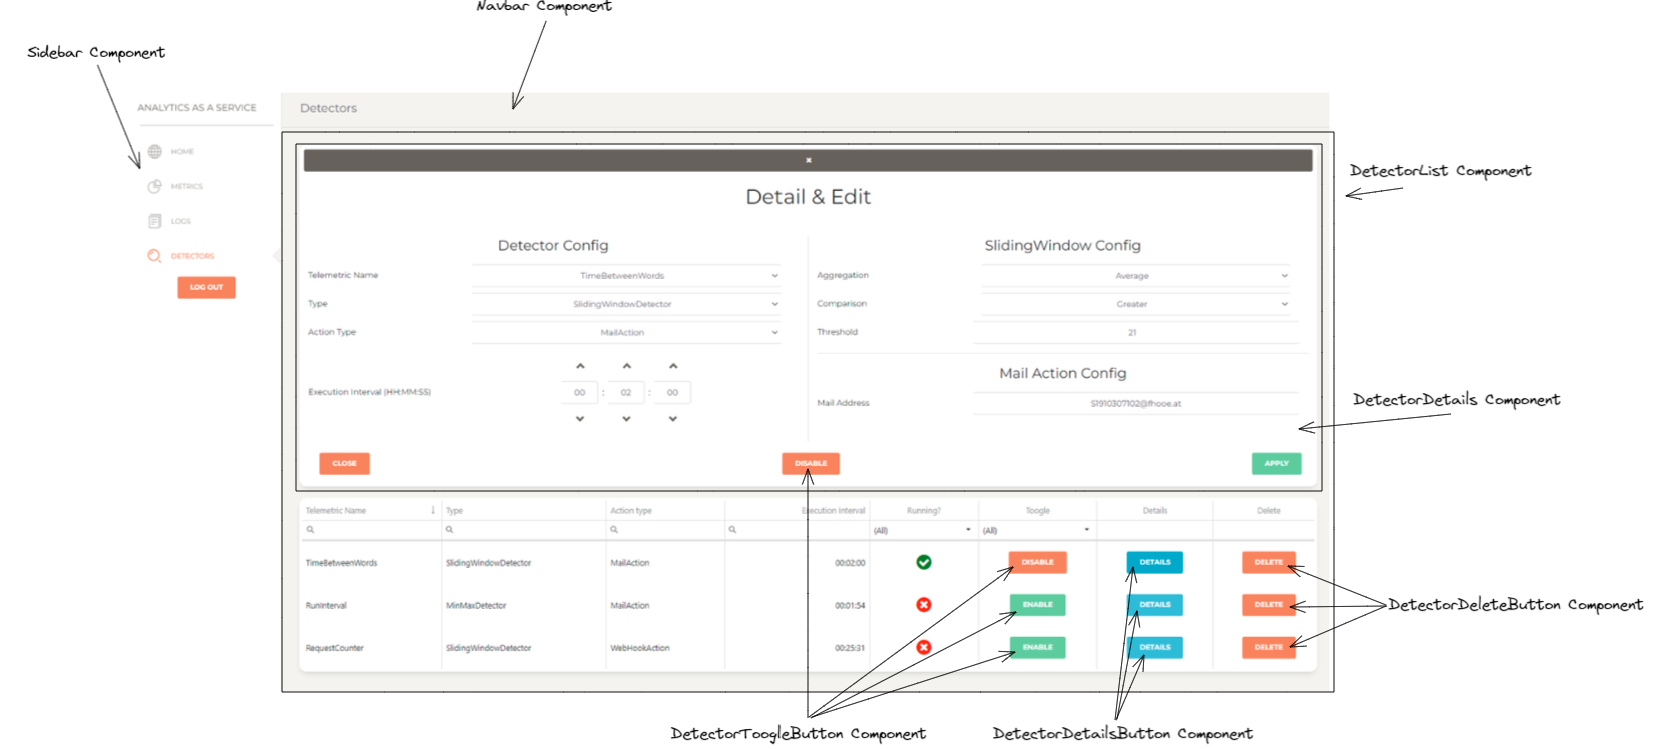 Navbar Component
Sidebar Component
ANALYTICS AS A SERVICE
Detectors
HOME
METRICS
LOGS
DETECTORS
LOG OUT
Detail & Edit
DetectorList Component
Detector Config
SlidingWindow Config
Telemetric Name
TimeBetweenWords
Aggregation
Average
Type
SlidingWindowDetector
Comparison
Greater
Action Type
MailAction
Threshold
21
Mail Action Config
Execution Interval (HH:MM:SS)
00 : 02 : 00
Mail Address
S1910307102@fhooe.at
DetectorDetails Component
CLOSE
DISABLE
APPLY
Telemetric Name Type Action type Execution Interval Running? Toogle Details Delete
(All) (All)
TimeBetweenWords SlidingWindowDetector MailAction 00:02:00 DISABLE DETAILS DELETE
RunInterval MinMaxDetector MailAction 00:01:54 ENABLE DETAILS DELETE
DetectorDeleteButton Component
RequestCounter SlidingWindowDetector WebHookAction 00:25:31 ENABLE DETAILS DELETE
DetectorToogleButton Component
DetectorDetailsButton Component